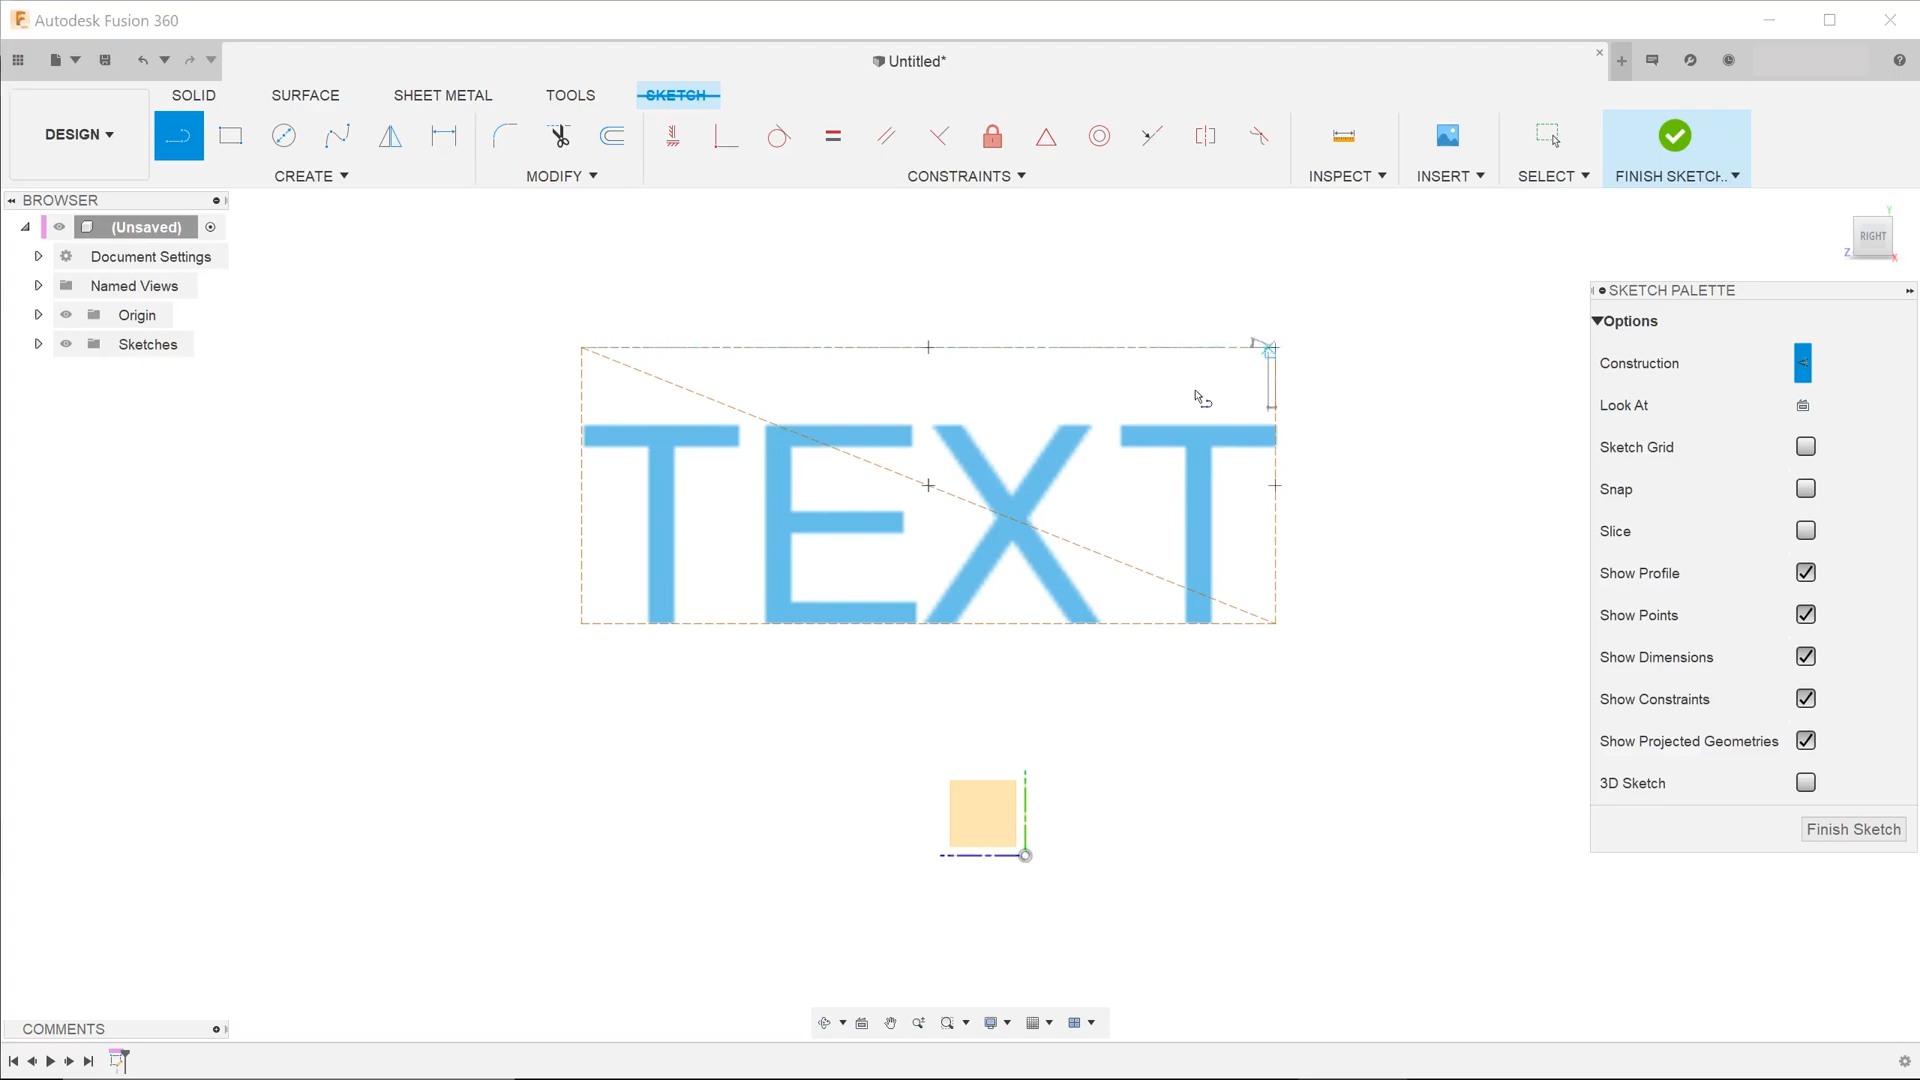 Autodesk Fusion 360
Untitled*
SOLID SURFACE SHEET METAL TOOLS SKETCH
DESIGN
CREATE MODIFY CONSTRAINTS INSPECT INSERT SELECT FINISH SKETCH
BROWSER
(Unsaved)
Document Settings
Named Views
Origin
Sketches
RIGHT
Y
Z
X
SKETCH PALETTE
Options
Construction
Look At
Sketch Grid
Snap
Slice
Show Profile
Show Points
Show Dimensions
Show Constraints
Show Projected Geometries
3D Sketch
Finish Sketch
TEXT
COMMENTS